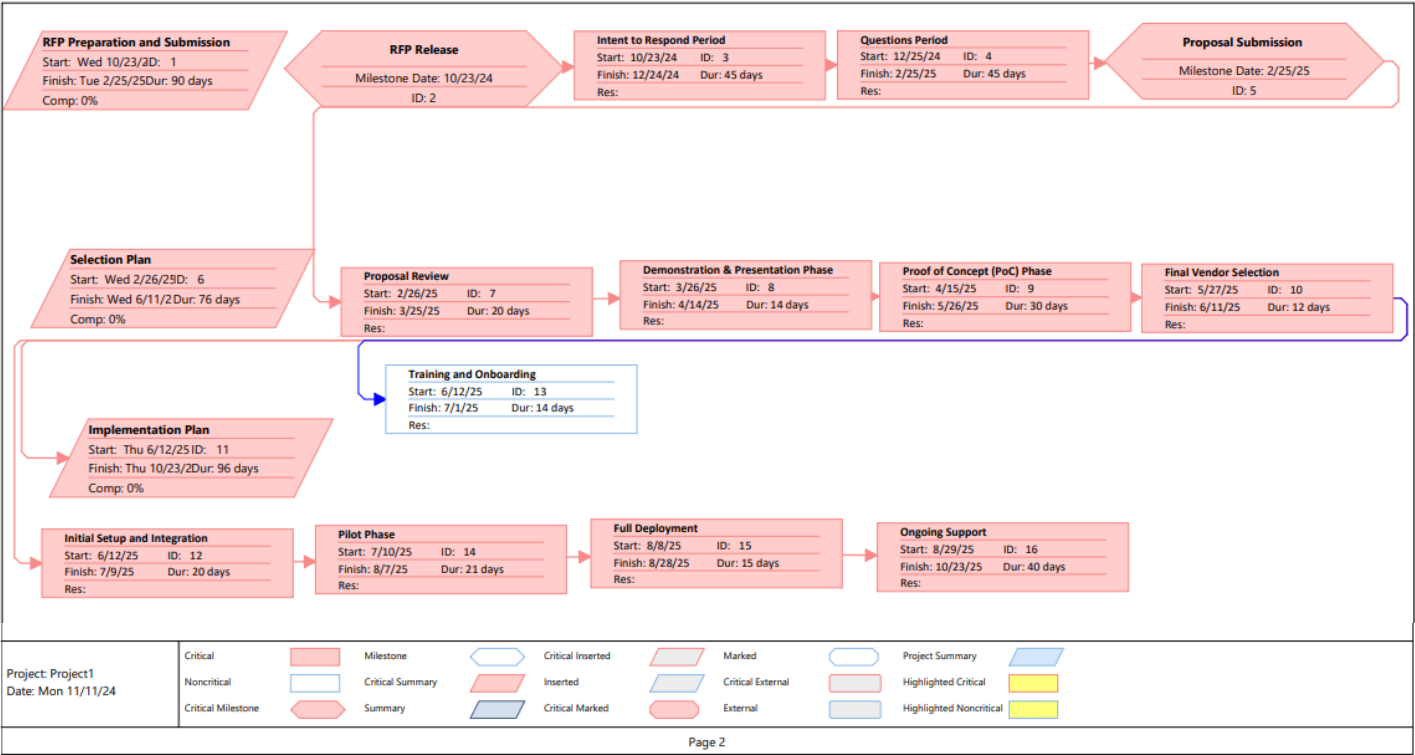 RFP Preparation and Submission
Start: Wed 10/23/2ID: 1
Finish: Tue 2/25/25Dur: 90 days
Comp: 0%
RFP Release
Milestone Date: 10/23/24
ID: 2
Intent to Respond Period
Start: 10/23/24 ID: 3
Finish: 12/24/24 Dur: 45 days
Res:
Questions Period
Start: 12/25/24 ID: 4
Finish: 2/25/25 Dur: 45 days
Res:
Proposal Submission
Milestone Date: 2/25/25
ID: 5
Selection Plan
Start: Wed 2/26/25ID: 6
Finish: Wed 6/11/2Dur: 76 days
Comp: 0%
Proposal Review
Start: 2/26/25 ID: 7
Finish: 3/25/25 Dur: 20 days
Res:
Demonstration & Presentation Phase
Start: 3/26/25 ID: 8
Finish: 4/14/25 Dur: 14 days
Res:
Proof of Concept (PoC) Phase
Start: 4/15/25 ID: 9
Finish: 5/26/25 Dur: 30 days
Res:
Final Vendor Selection
Start: 5/27/25 ID: 10
Finish: 6/11/25 Dur: 12 days
Res:
Training and Onboarding
Start: 6/12/25 ID: 13
Finish: 7/1/25 Dur: 14 days
Res:
Implementation Plan
Start: Thu 6/12/25ID: 11
Finish: Thu 10/23/2Dur: 96 days
Comp: 0%
Initial Setup and Integration
Start: 6/12/25 ID: 12
Finish: 7/9/25 Dur: 20 days
Res:
Pilot Phase
Start: 7/10/25 ID: 14
Finish: 8/7/25 Dur: 21 days
Res:
Full Deployment
Start: 8/8/25 ID: 15
Finish: 8/28/25 Dur: 15 days
Res:
Ongoing Support
Start: 8/29/25 ID: 16
Finish: 10/23/25 Dur: 40 days
Res:
Project: Project1
Date: Mon 11/11/24
Critical
Noncritical
Critical Milestone
Milestone
Critical Summary
Summary
Critical Inserted
Inserted
Critical Marked
Marked
Critical External
External
Project Summary
Highlighted Critical
Highlighted Noncritical
Page 2